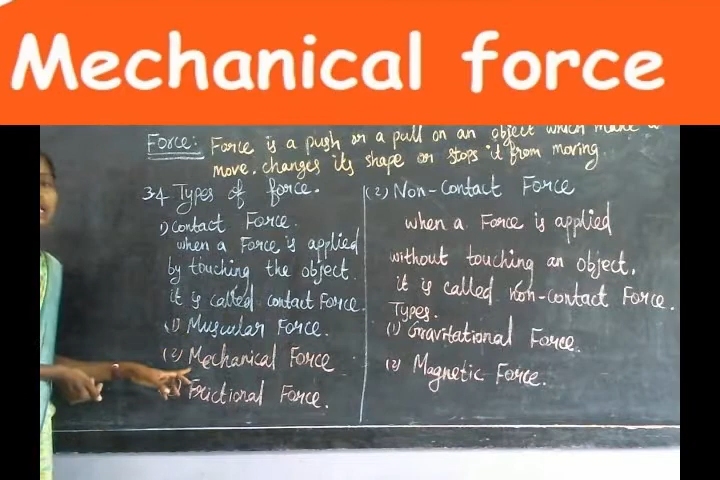 Mechanical force
Force: Force is a push or a pull on an object which make a
move. changes its shape or stops it from moving.
3.4 Types of force.
1) Contact Force.
when a Force is applied
by touching the object.
it is called contact Force.
(1) Muscular Force.
(2) Mechanical Force
Frictional Force.
(2) Non-Contact Force
when a Force is applied
without touching an object.
it is called Non-contact Force.
Types.
(1) Gravitational Force.
(2) Magnetic Force.